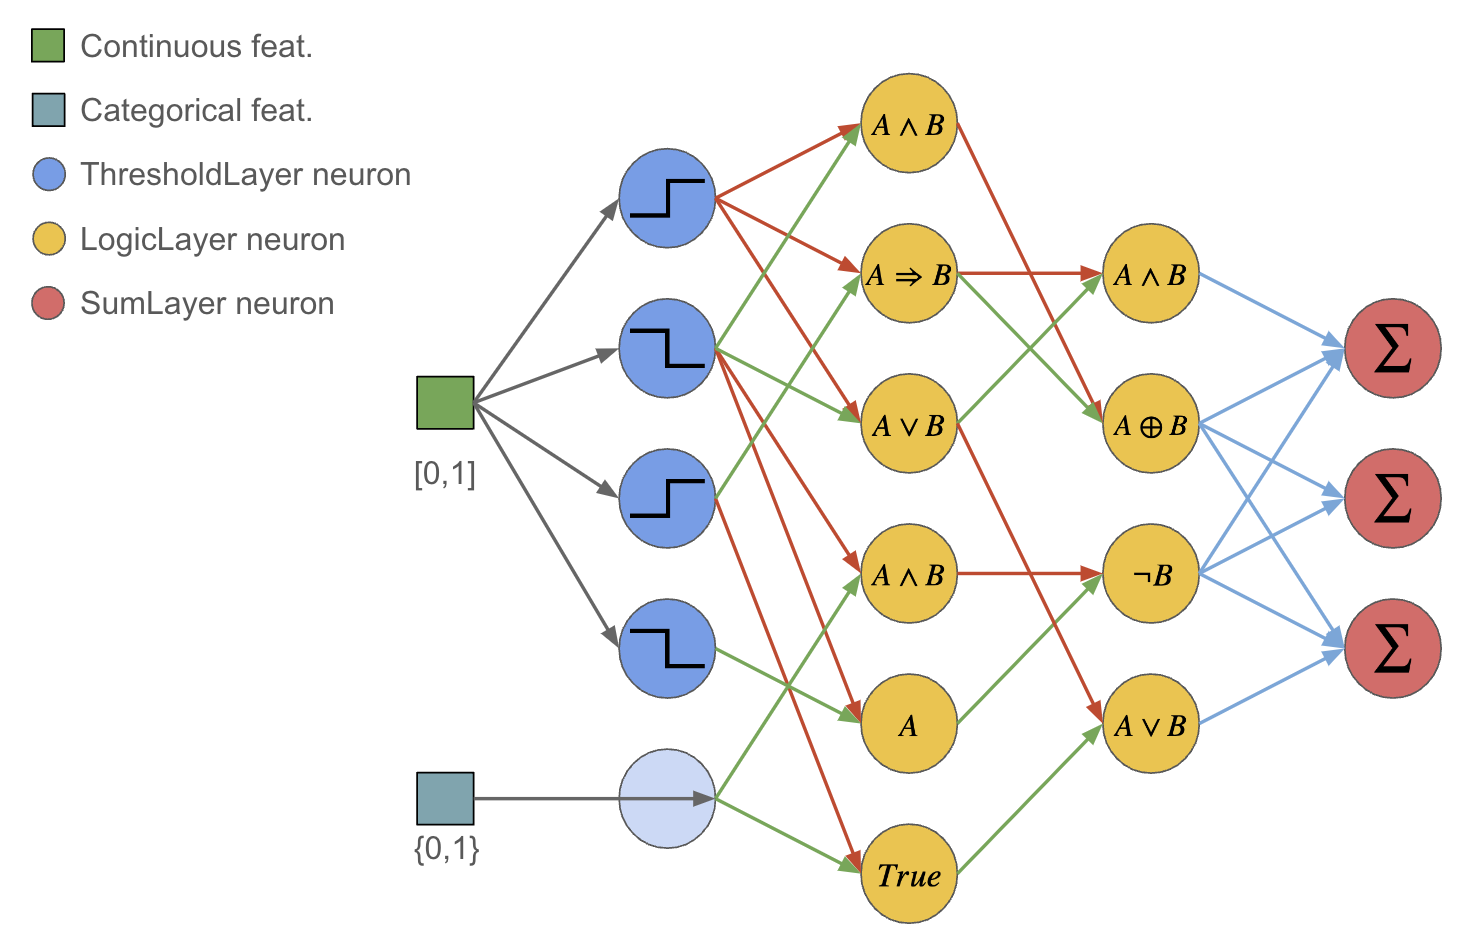 Continuous feat.
Categorical feat.
ThresholdLayer neuron
LogicLayer neuron
SumLayer neuron
[0,1]
{0,1}
A ∧ B
A ⇒ B
A ∨ B
A ∧ B
A
True
A ∧ B
A ⊕ B
¬B
A ∨ B
Σ
Σ
Σ